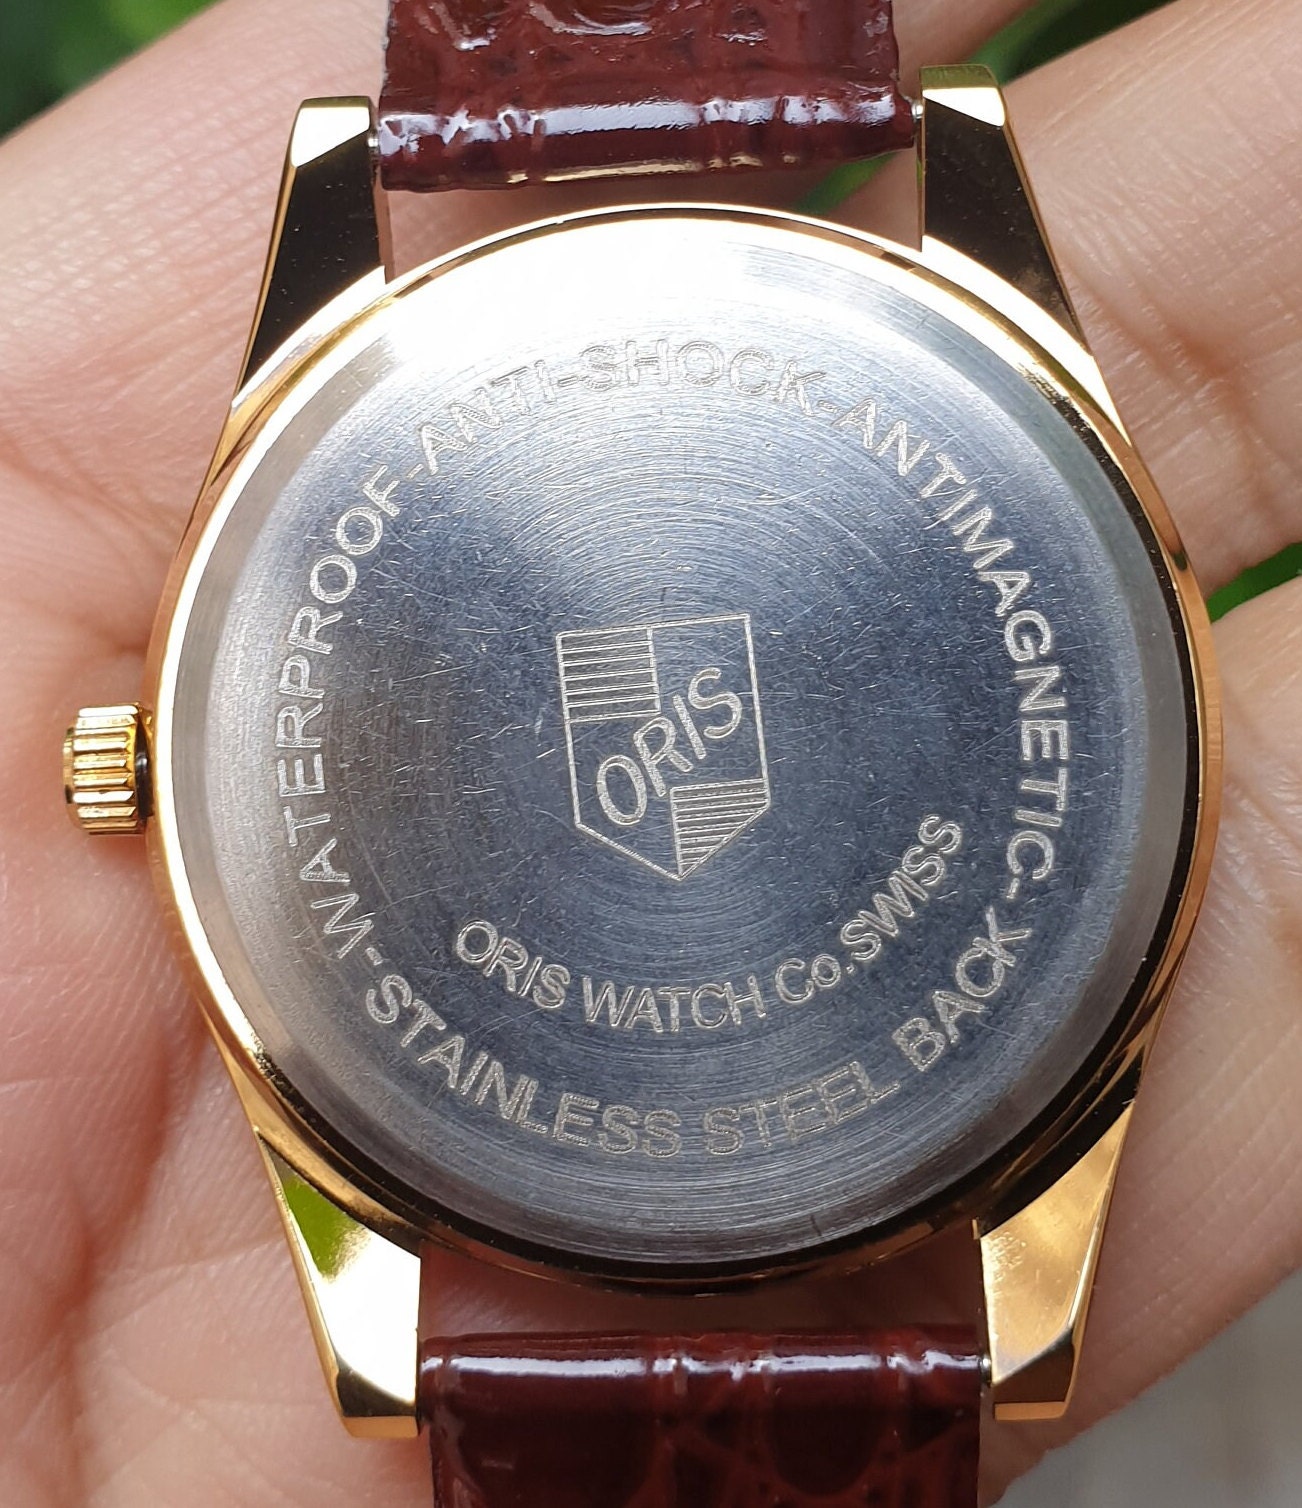 WATERPROOF-ANTI-SHOCK-ANTIMAGNETIC-
STAINLESS STEEL BACK
ORIS
ORIS WATCH Co.SWISS